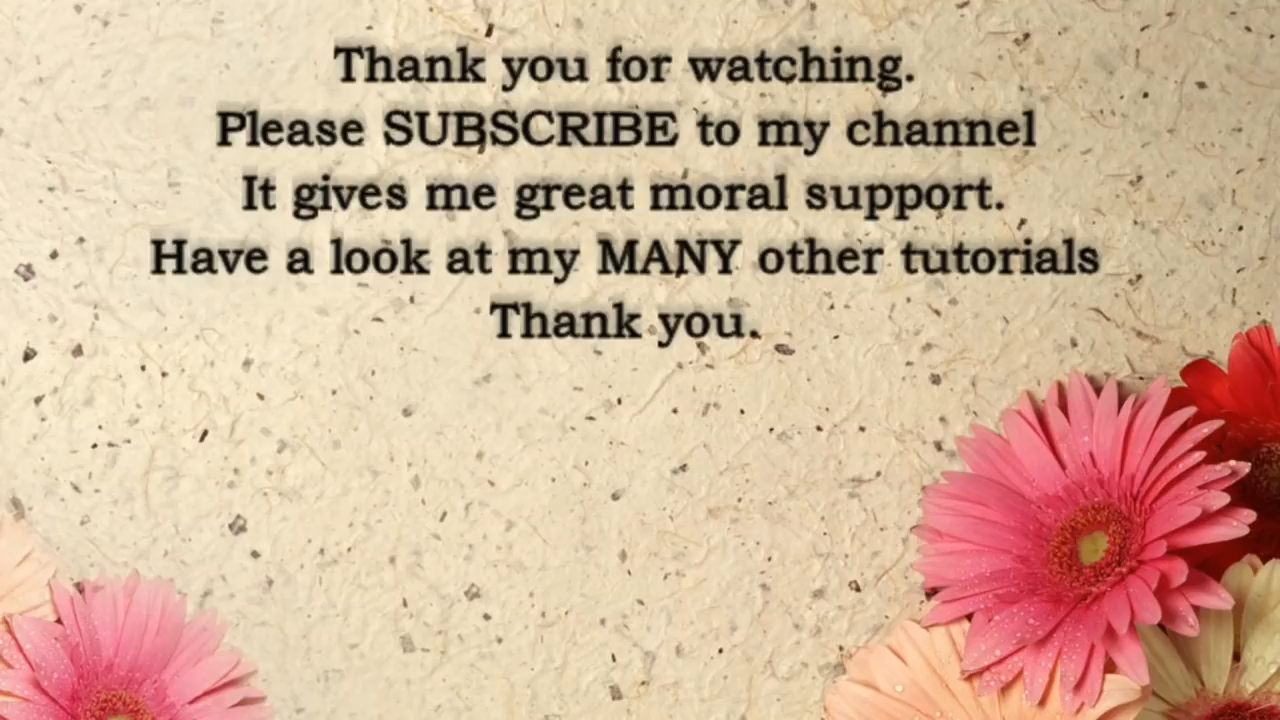 Thank you for watching.
Please SUBSCRIBE to my channel
It gives me great moral support.
Have a look at my MANY other tutorials
Thank you.